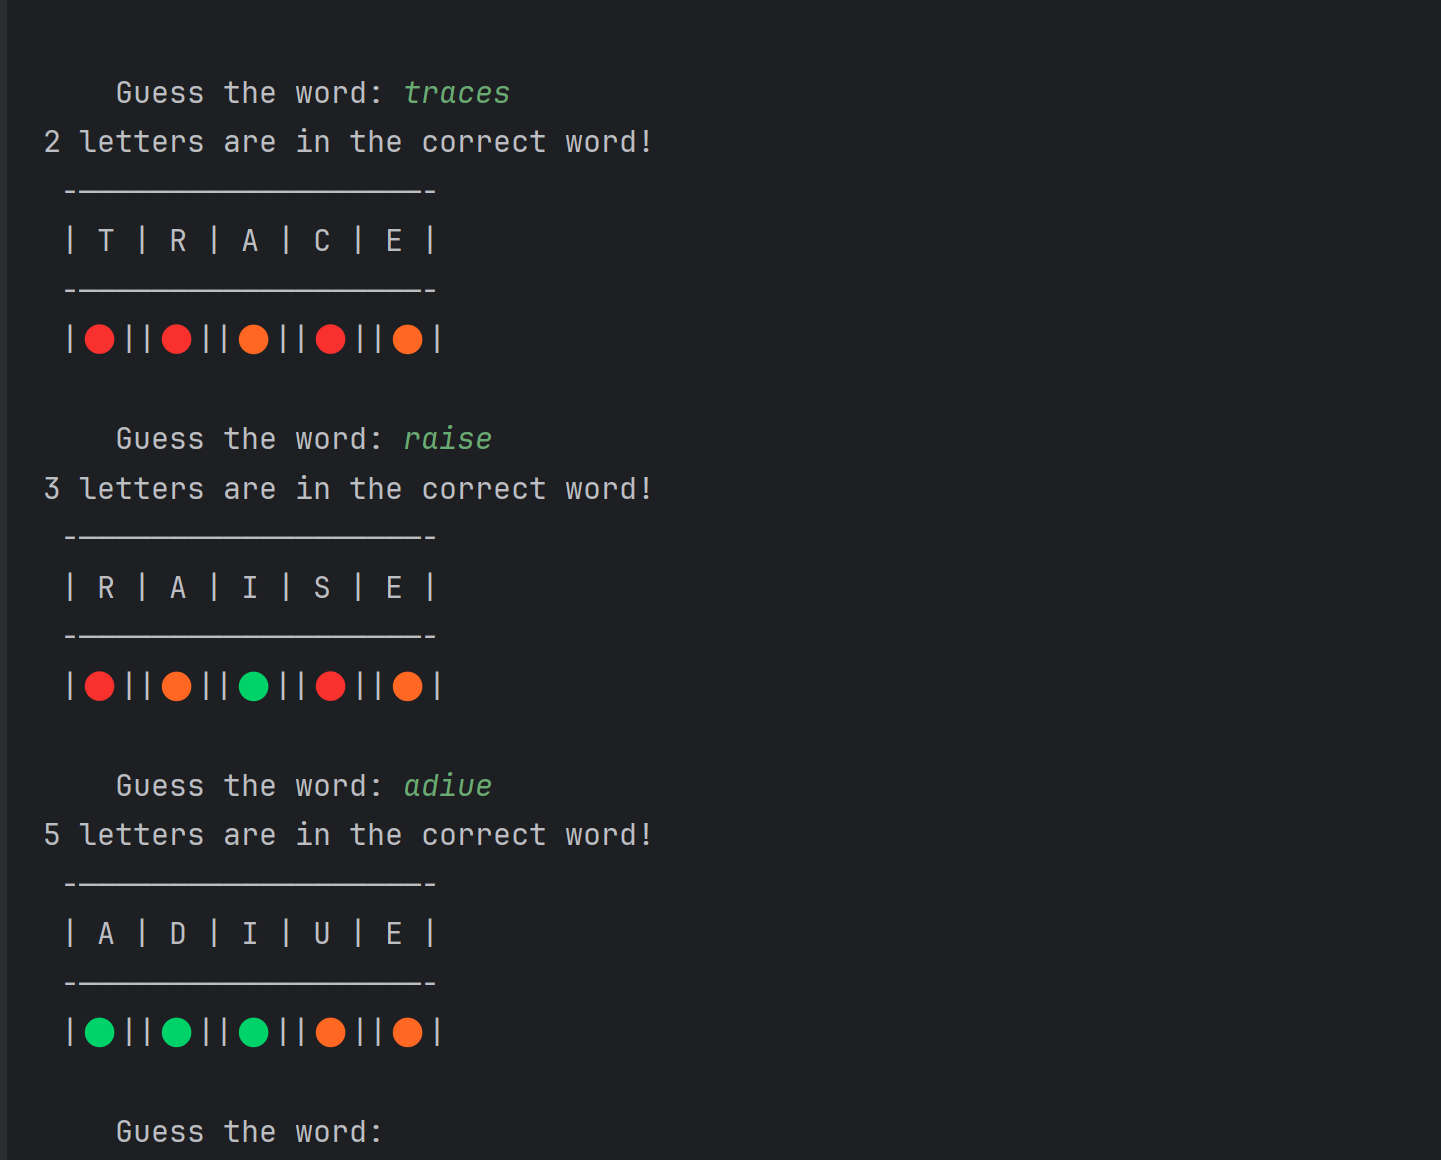 Guess the word: traces
2 letters are in the correct word!
-———————————————————-
| T | R | A | C | E |
-———————————————————-
|🔴||🔴||🟠||🔴||🟠|
Guess the word: raise
3 letters are in the correct word!
-———————————————————-
| R | A | I | S | E |
-———————————————————-
|🔴||🟠||🟢||🔴||🟠|
Guess the word: adiue
5 letters are in the correct word!
-———————————————————-
| A | D | I | U | E |
-———————————————————-
|🟢||🟢||🟢||🟠||🟠|
Guess the word: